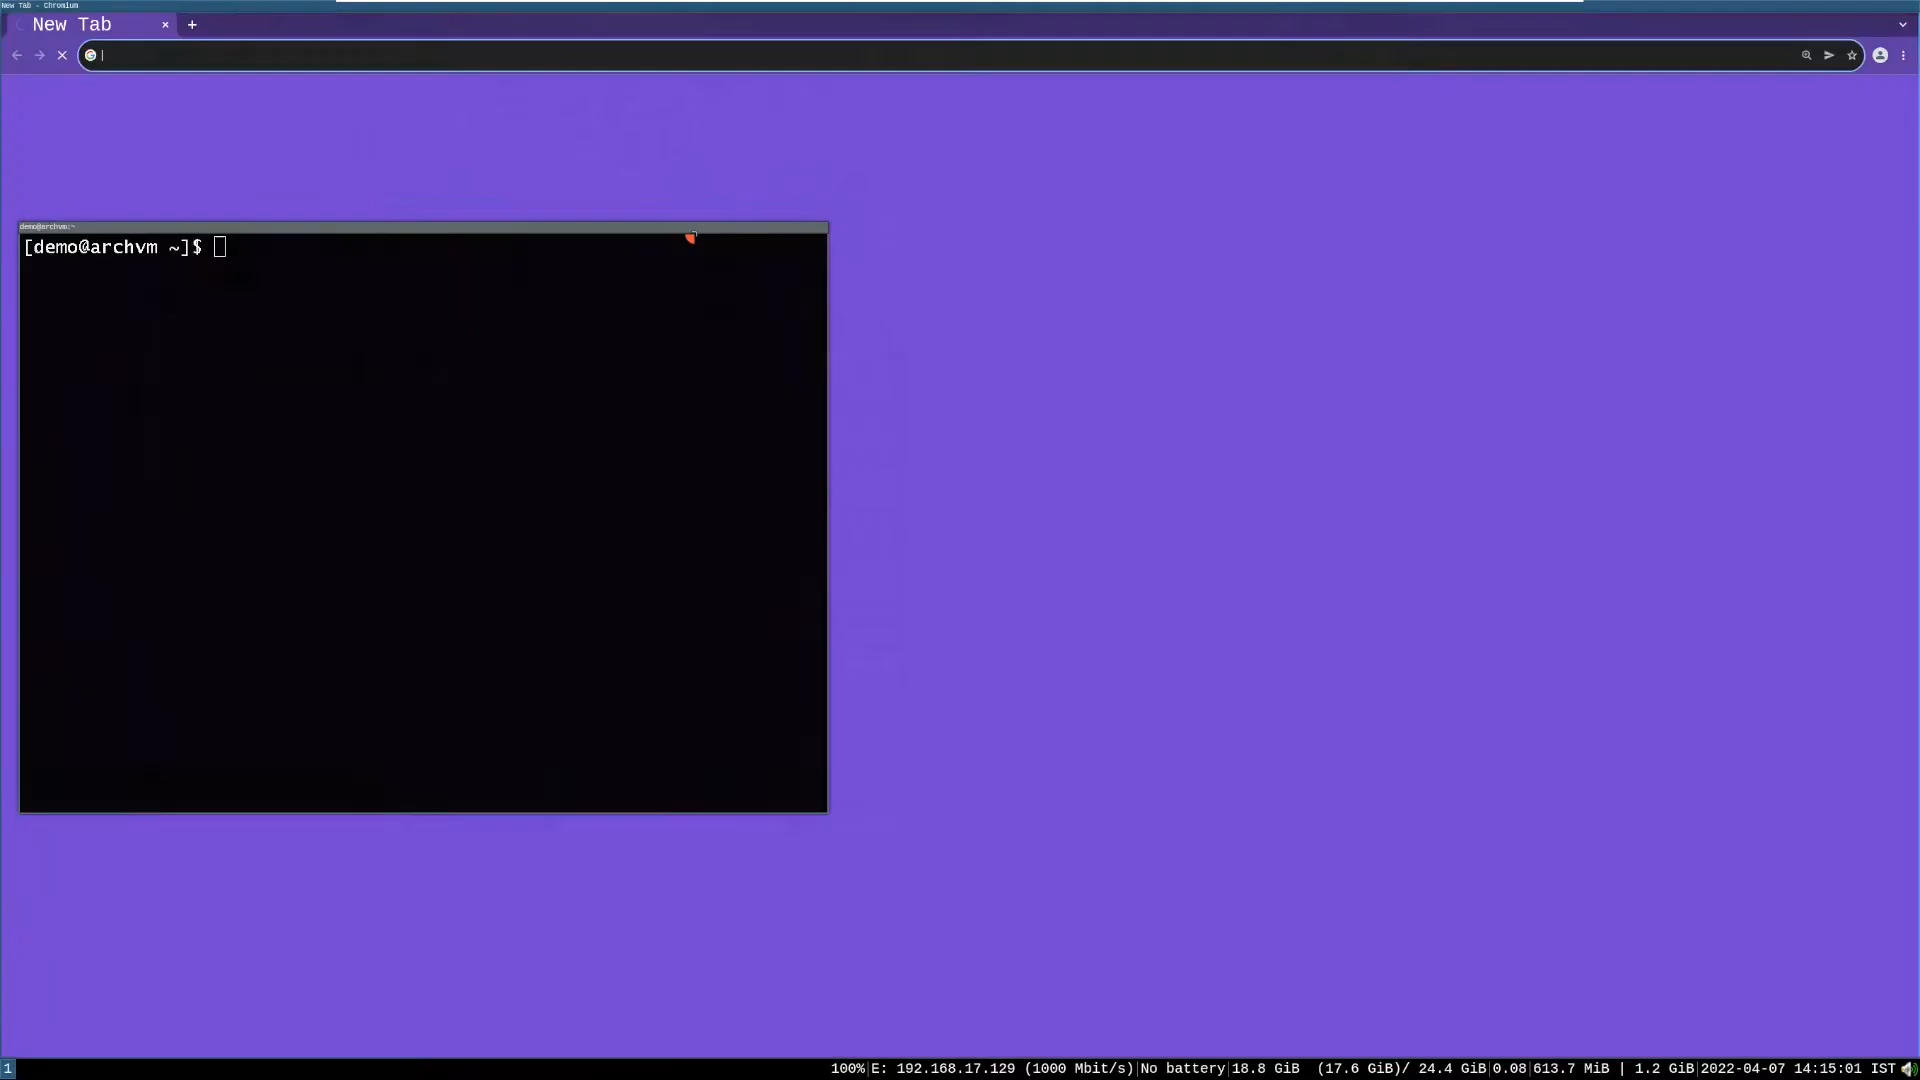 New Tab - Chromium
New Tab
demo@archvm:~
[demo@archvm ~]$
1
100%|E: 192.168.17.129 (1000 Mbit/s)|No battery|18.8 GiB (17.6 GiB)/ 24.4 GiB|0.08|613.7 MiB | 1.2 GiB|2022-04-07 14:15:01 IST